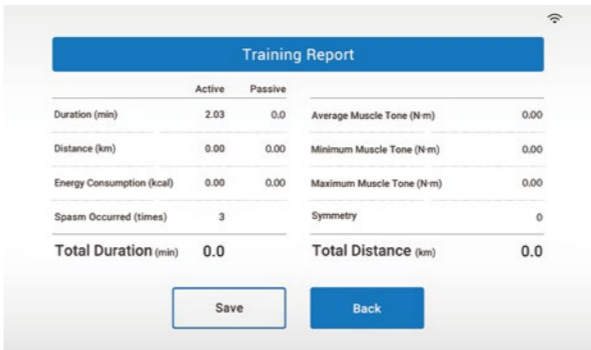 Training Report
Active Passive
Duration (min) 2.03 0.0 Average Muscle Tone (N·m) 0.00
Distance (km) 0.00 0.00 Minimum Muscle Tone (N·m) 0.00
Energy Consumption (kcal) 0.00 0.00 Maximum Muscle Tone (N·m) 0.00
Spasm Occurred (times) 3 Symmetry 0
Total Duration (min) 0.0 Total Distance (km) 0.0
Save Back